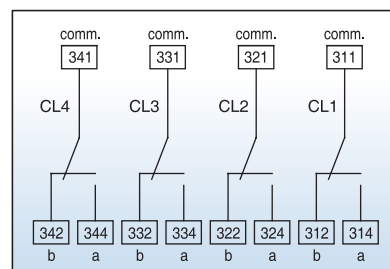 comm. comm. comm. comm.
341 331 321 311
CL4 CL3 CL2 CL1
342 344 332 334 322 324 312 314
b a b a b a b a